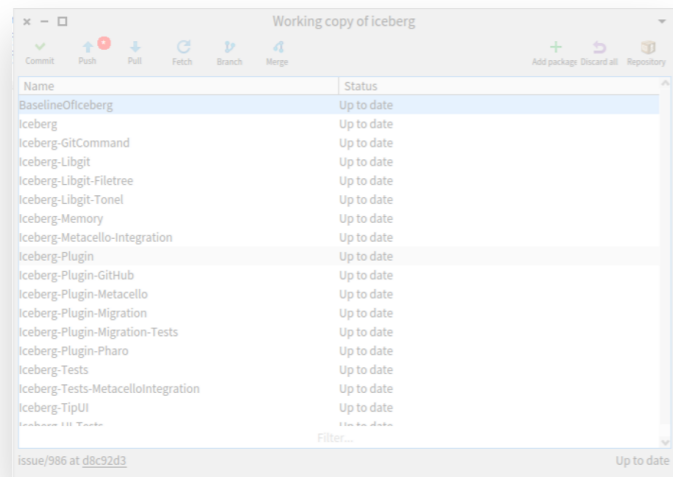 Working copy of iceberg
Commit Push Pull Fetch Branch Merge Add package Discard all Repository
Name Status
BaselineOfIceberg Up to date
Iceberg Up to date
Iceberg-GitCommand Up to date
Iceberg-Libgit Up to date
Iceberg-Libgit-Filetree Up to date
Iceberg-Libgit-Tonel Up to date
Iceberg-Memory Up to date
Iceberg-Metacello-Integration Up to date
Iceberg-Plugin Up to date
Iceberg-Plugin-GitHub Up to date
Iceberg-Plugin-Metacello Up to date
Iceberg-Plugin-Migration Up to date
Iceberg-Plugin-Migration-Tests Up to date
Iceberg-Plugin-Pharo Up to date
Iceberg-Tests Up to date
Iceberg-Tests-MetacelloIntegration Up to date
Iceberg-TipUI Up to date
Iceberg-UI-Tests Up to date
Filter...
issue/986 at d8c92d3 Up to date